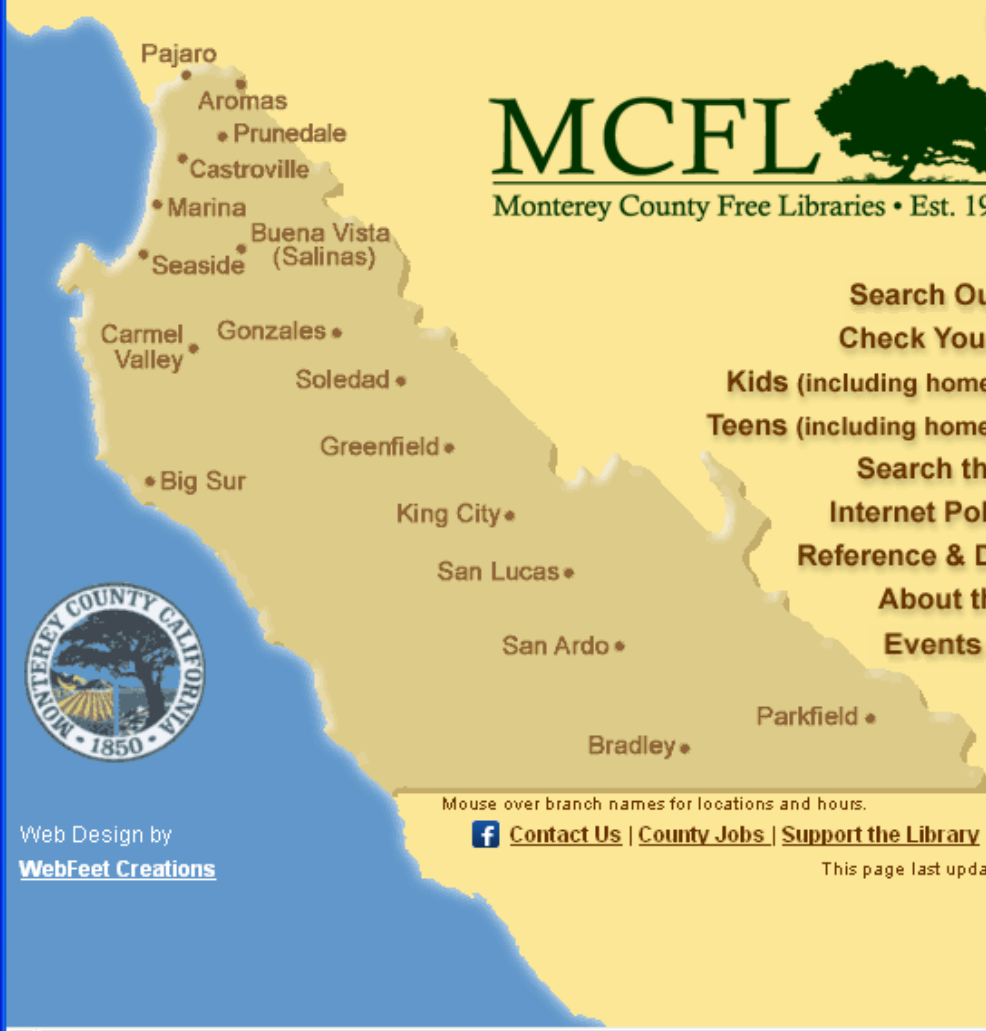 Pajaro
Aromas
Prunedale
Castroville
Marina
Buena Vista
(Salinas)
Seaside
Carmel
Valley
Gonzales
Soledad
Greenfield
Big Sur
King City
San Lucas
San Ardo
Parkfield
Bradley
MCFL
Monterey County Free Libraries • Est. 19
Search Ou
Check You
Kids (including home
Teens (including home
Search th
Internet Pol
Reference & D
About th
Events
MONTEREY COUNTY CALIFORNIA
• 1850 •
Mouse over branch names for locations and hours.
f Contact Us | County Jobs | Support the Library
This page last upda
Web Design by
WebFeet Creations